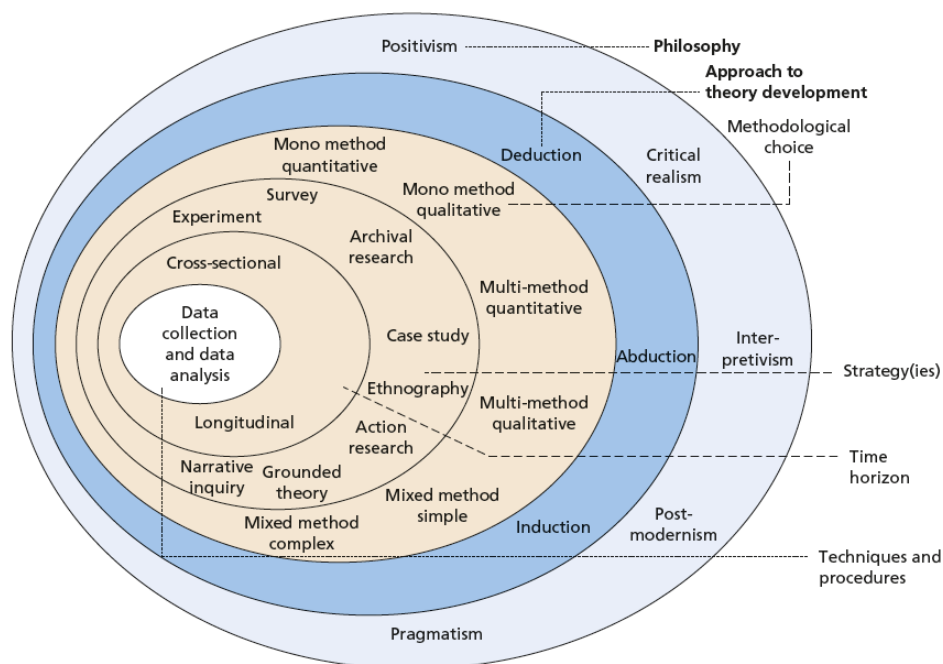 Positivism
Philosophy
Approach to
theory development
Methodological
choice
Mono method
quantitative
Deduction
Critical
realism
Mono method
qualitative
Survey
Experiment
Archival
research
Cross-sectional
Multi-method
quantitative
Data
collection
and data
analysis
Case study
Abduction
Inter-
pretivism
Strategy(ies)
Ethnography
Multi-method
qualitative
Longitudinal
Action
research
Time
horizon
Narrative
inquiry
Grounded
theory
Mixed method
simple
Mixed method
complex
Induction
Post-
modernism
Techniques and
procedures
Pragmatism